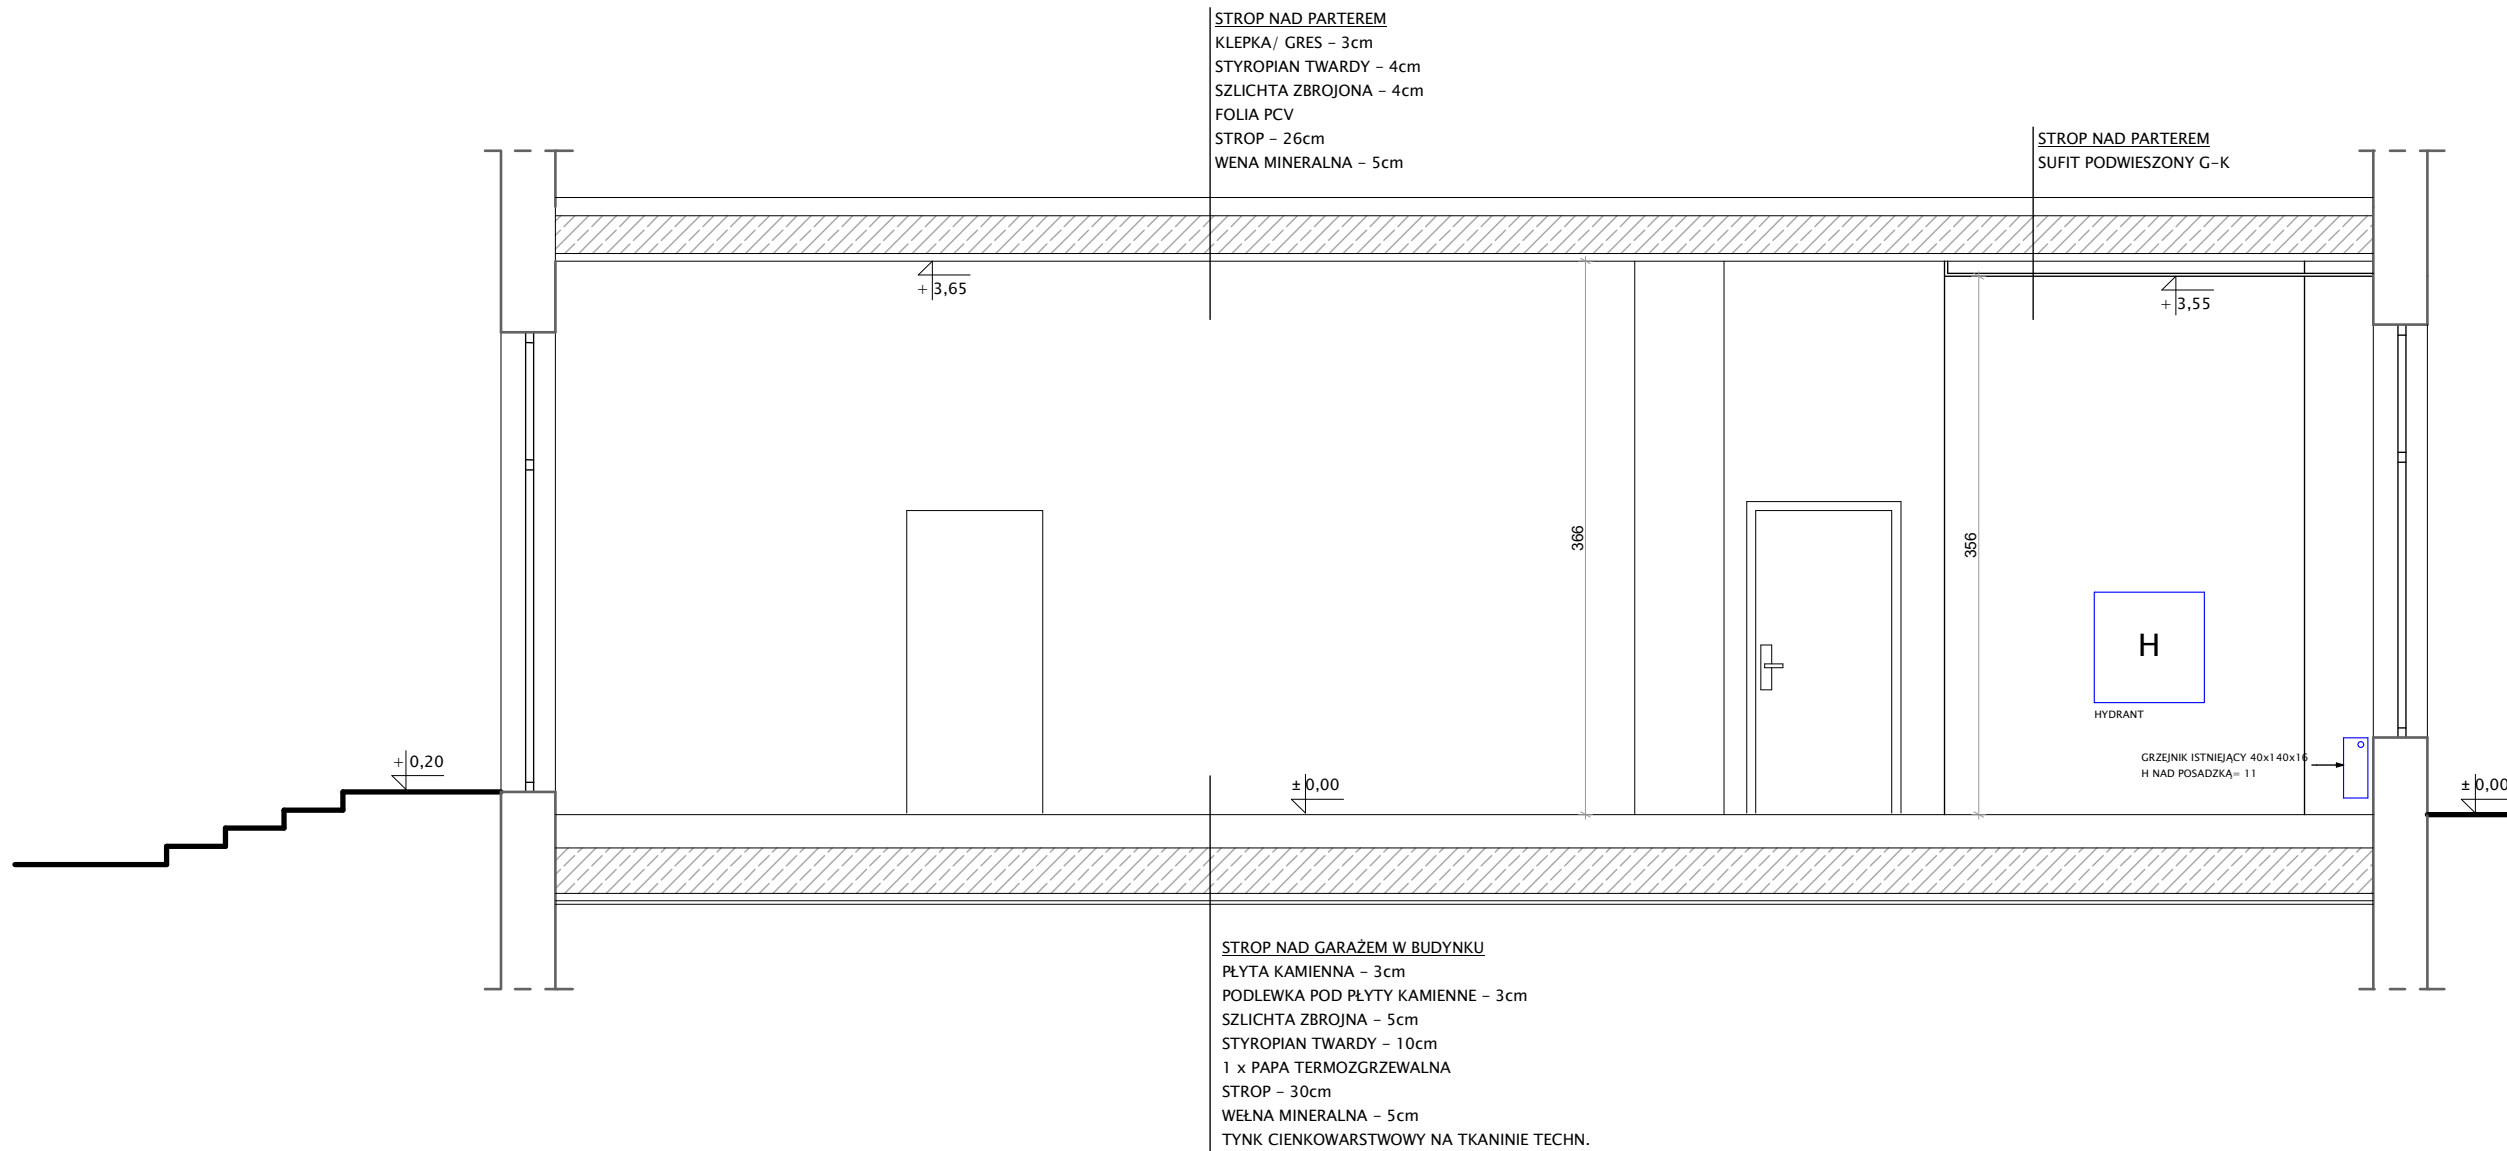 STROP NAD PARTEREM
KLEPKA/ GRES – 3cm
STYROPIAN TWARDY – 4cm
SZLICHTA ZBROJONA – 4cm
FOLIA PCV
STROP – 26cm
WENA MINERALNA – 5cm
STROP NAD PARTEREM
SUFIT PODWIESZONY G–K
+ 3,65
+ 3,55
366
356
H
HYDRANT
GRZEJNIK ISTNIEJĄCY 40x140x16
H NAD POSADZKĄ= 11
+ 0,20
± 0,00
± 0,00
STROP NAD GARAŻEM W BUDYNKU
PŁYTA KAMIENNA – 3cm
PODLEWKA POD PŁYTY KAMIENNE – 3cm
SZLICHTA ZBROJNA – 5cm
STYROPIAN TWARDY – 10cm
1 x PAPA TERMOZGRZEWALNA
STROP – 30cm
WEŁNA MINERALNA – 5cm
TYNK CIENKOWARSTWOWY NA TKANINIE TECHN.